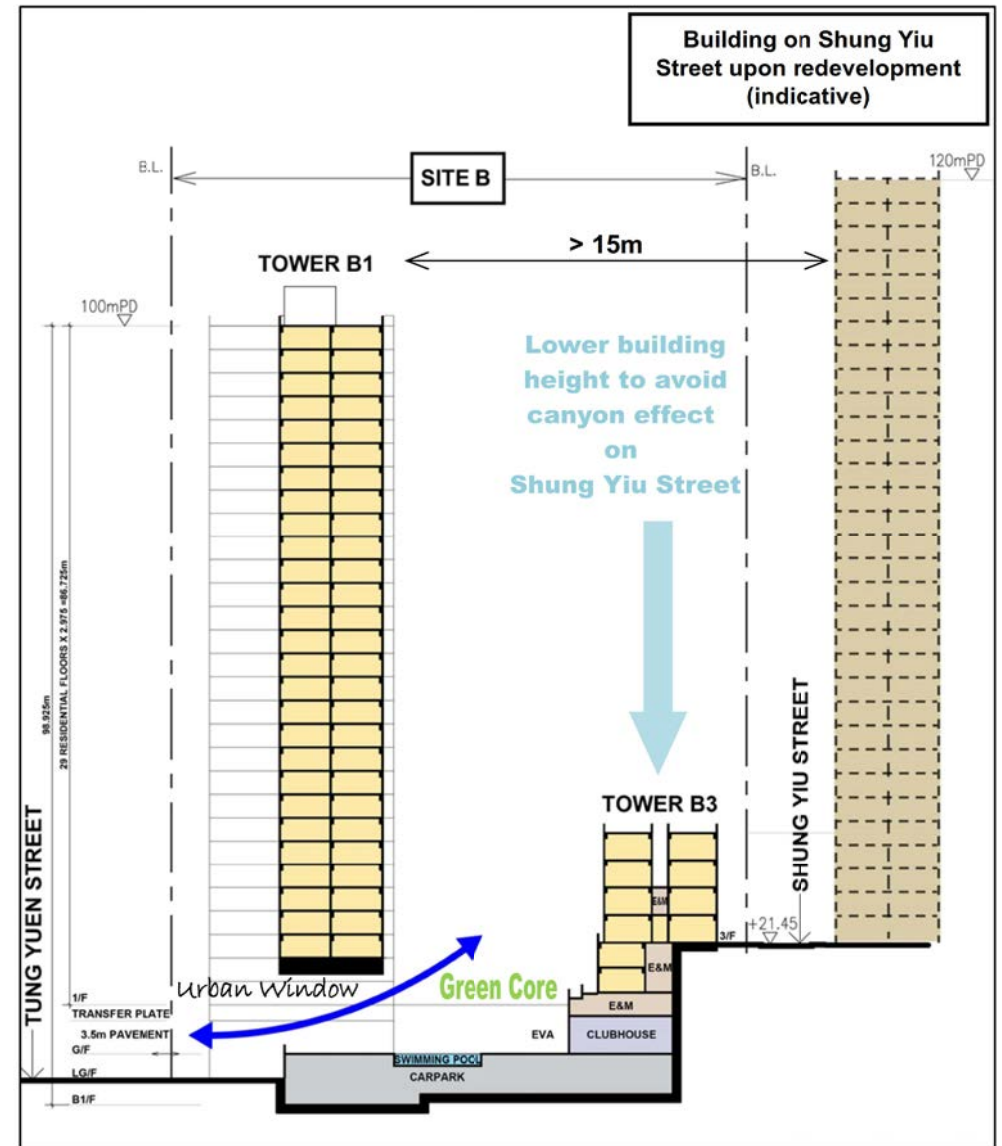 Building on Shung Yiu
Street upon redevelopment
(indicative)
B.L.
SITE B
B.L.
120mPD
> 15m
TOWER B1
100mPD
Lower building
height to avoid
canyon effect
on
Shung Yiu Street
98.925m
29 RESIDENTIAL FLOORS X 2.975 =86.725m
TUNG YUEN STREET
TOWER B3
SHUNG YIU STREET
E&M
3/F
+21.45
E&M
Urban Window
Green Core
1/F
E&M
TRANSFER PLATE
3.5m PAVEMENT
EVA
CLUBHOUSE
G/F
SWIMMING POOL
LG/F
CARPARK
B1/F